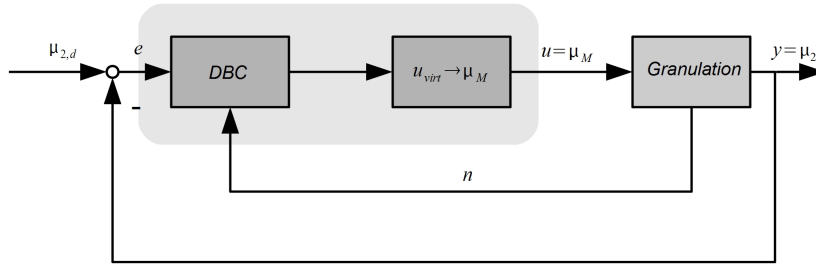 μ2,d
e
-
DBC
uvirt→μM
u=μM
Granulation
y=μ2
n